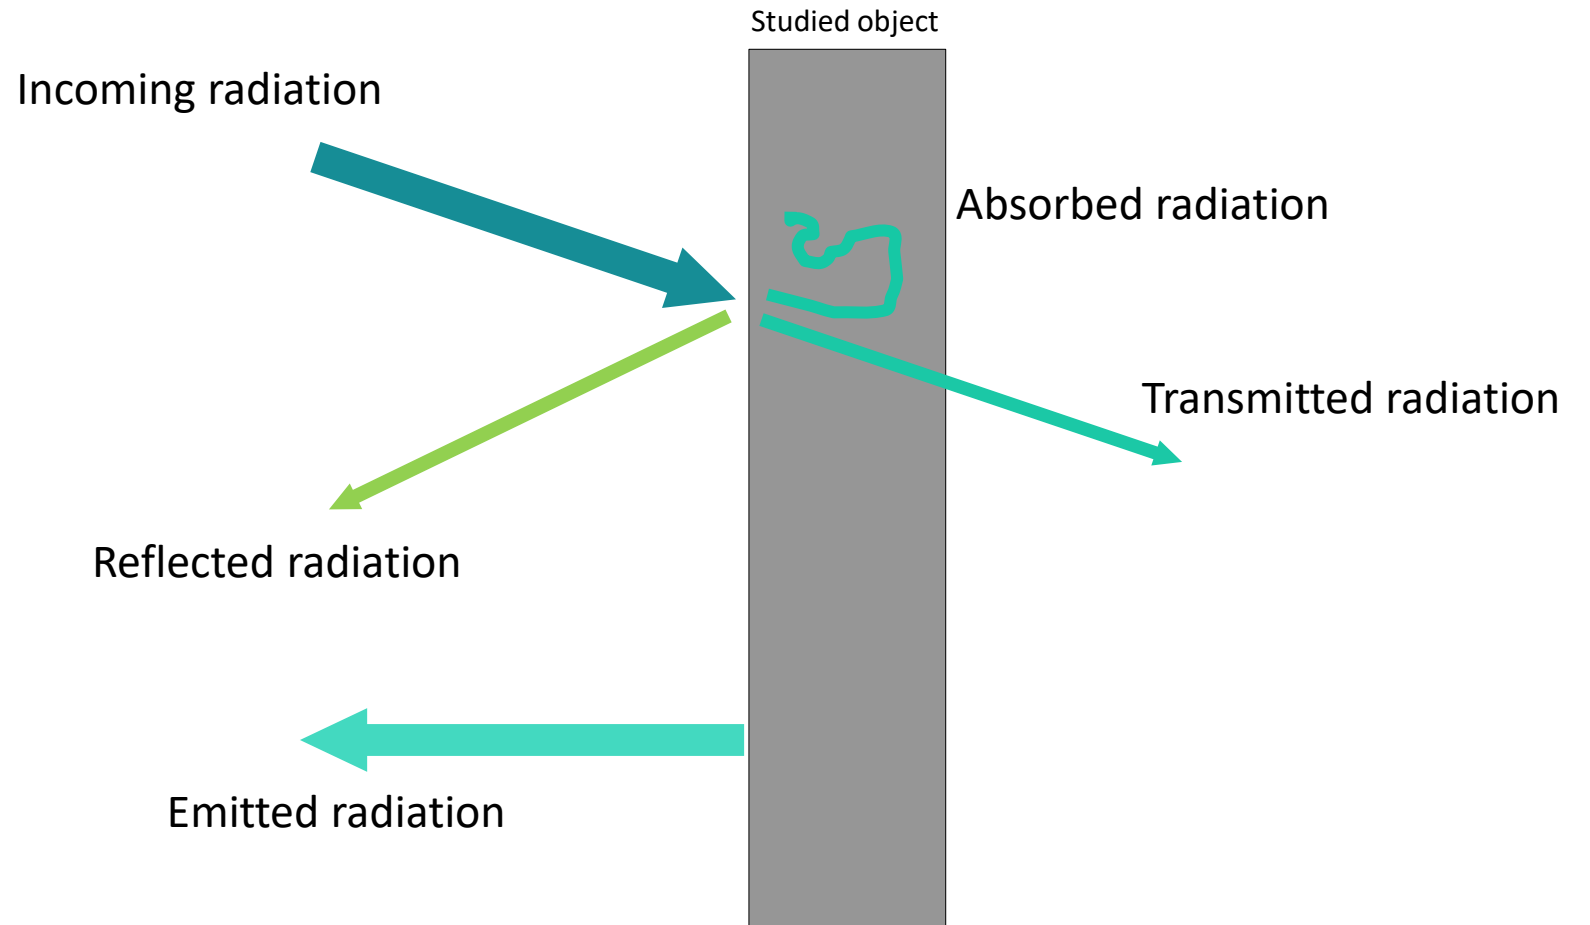 Studied object
Incoming radiation
Absorbed radiation
Transmitted radiation
Reflected radiation
Emitted radiation